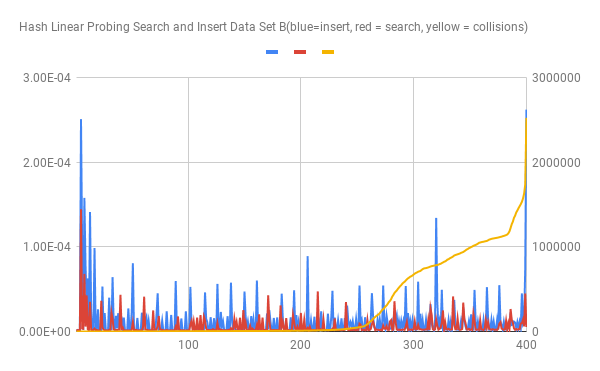 Hash Linear Probing Search and Insert Data Set B(blue=insert, red = search, yellow = collisions)
3.00E-04 3000000
2.00E-04 2000000
1.00E-04 1000000
0.00E+00 0
100 200 300 400